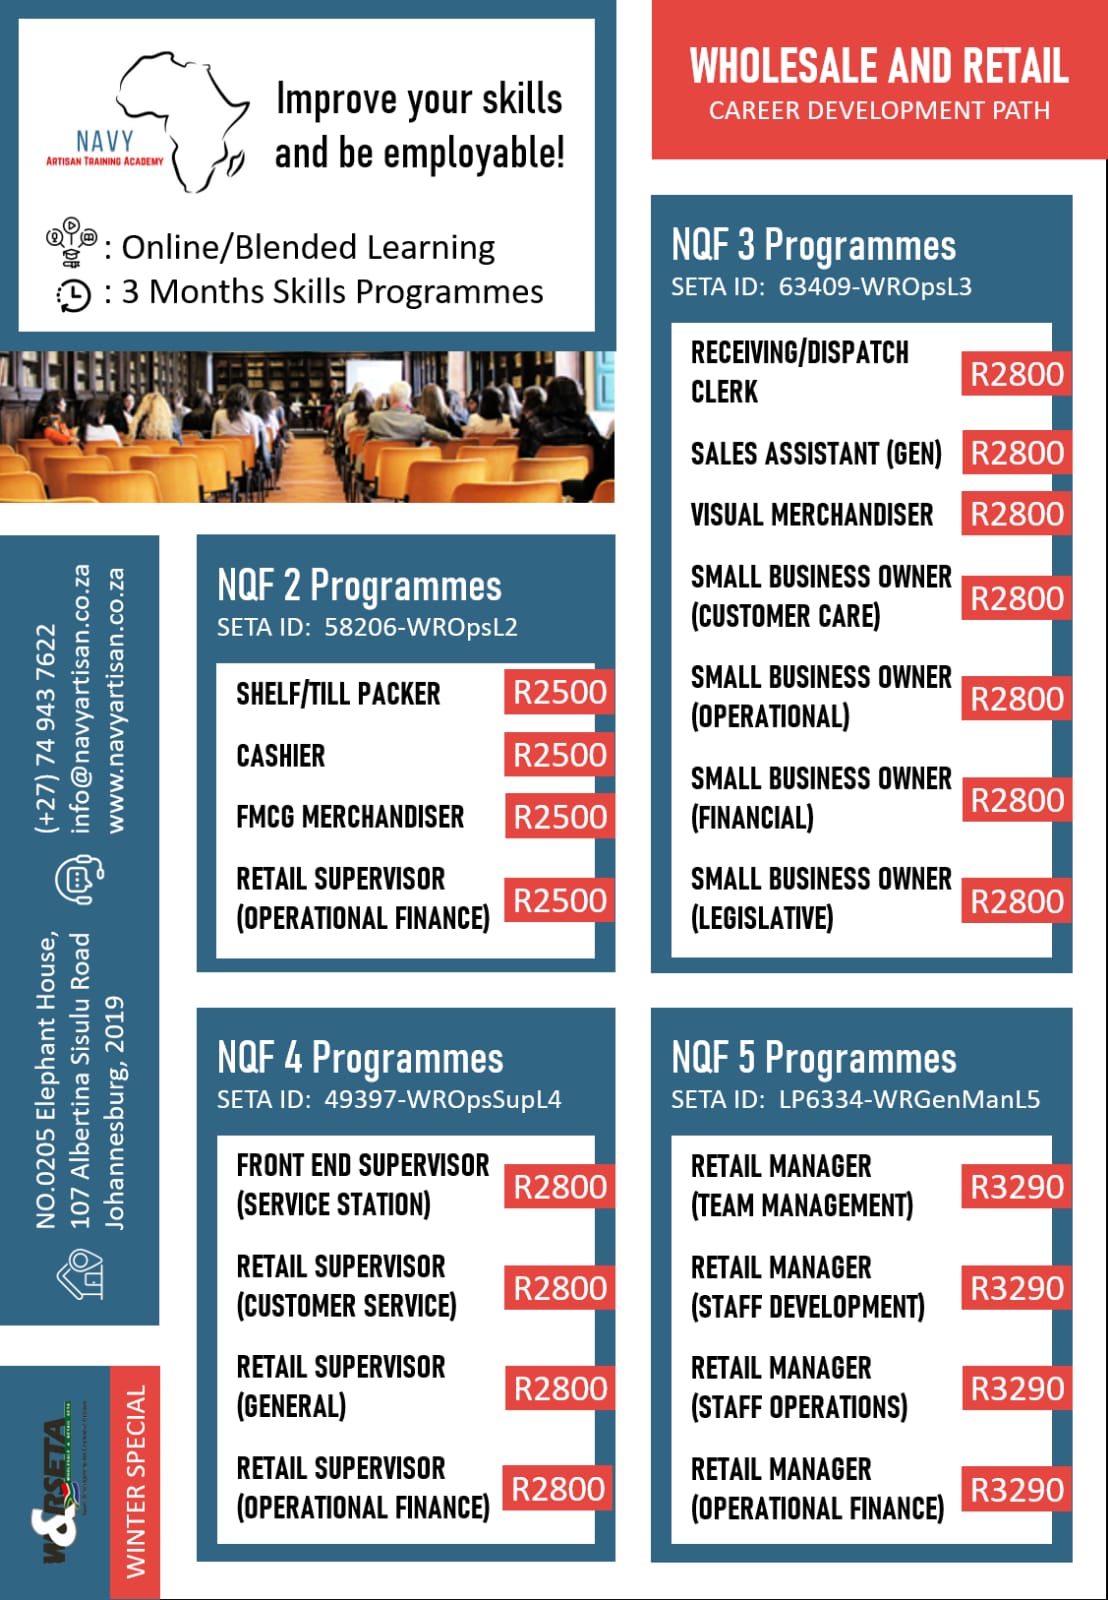 NAVY
ARTISAN TRAINING ACADEMY
Improve your skills
and be employable!
: Online/Blended Learning
: 3 Months Skills Programmes
WHOLESALE AND RETAIL
CAREER DEVELOPMENT PATH
NQF 3 Programmes
SETA ID: 63409-WROpsL3
RECEIVING/DISPATCH
CLERK
R2800
SALES ASSISTANT (GEN)
R2800
VISUAL MERCHANDISER
R2800
SMALL BUSINESS OWNER
(CUSTOMER CARE)
R2800
SMALL BUSINESS OWNER
(OPERATIONAL)
R2800
SMALL BUSINESS OWNER
(FINANCIAL)
R2800
SMALL BUSINESS OWNER
(LEGISLATIVE)
R2800
NQF 2 Programmes
SETA ID: 58206-WROpsL2
SHELF/TILL PACKER
R2500
CASHIER
R2500
FMCG MERCHANDISER
R2500
RETAIL SUPERVISOR
(OPERATIONAL FINANCE)
R2500
NQF 4 Programmes
SETA ID: 49397-WROpsSupL4
FRONT END SUPERVISOR
(SERVICE STATION)
R2800
RETAIL SUPERVISOR
(CUSTOMER SERVICE)
R2800
RETAIL SUPERVISOR
(GENERAL)
R2800
RETAIL SUPERVISOR
(OPERATIONAL FINANCE)
R2800
NQF 5 Programmes
SETA ID: LP6334-WRGenManL5
RETAIL MANAGER
(TEAM MANAGEMENT)
R3290
RETAIL MANAGER
(STAFF DEVELOPMENT)
R3290
RETAIL MANAGER
(STAFF OPERATIONS)
R3290
RETAIL MANAGER
(OPERATIONAL FINANCE)
R3290
(+27) 74 943 7622
info@navyartisan.co.za
www.navyartisan.co.za
NO.0205 Elephant House,
107 Albertina Sisulu Road
Johannesburg, 2019
W&RSETA
WHOLESALE & RETAIL SETA
WINTER SPECIAL